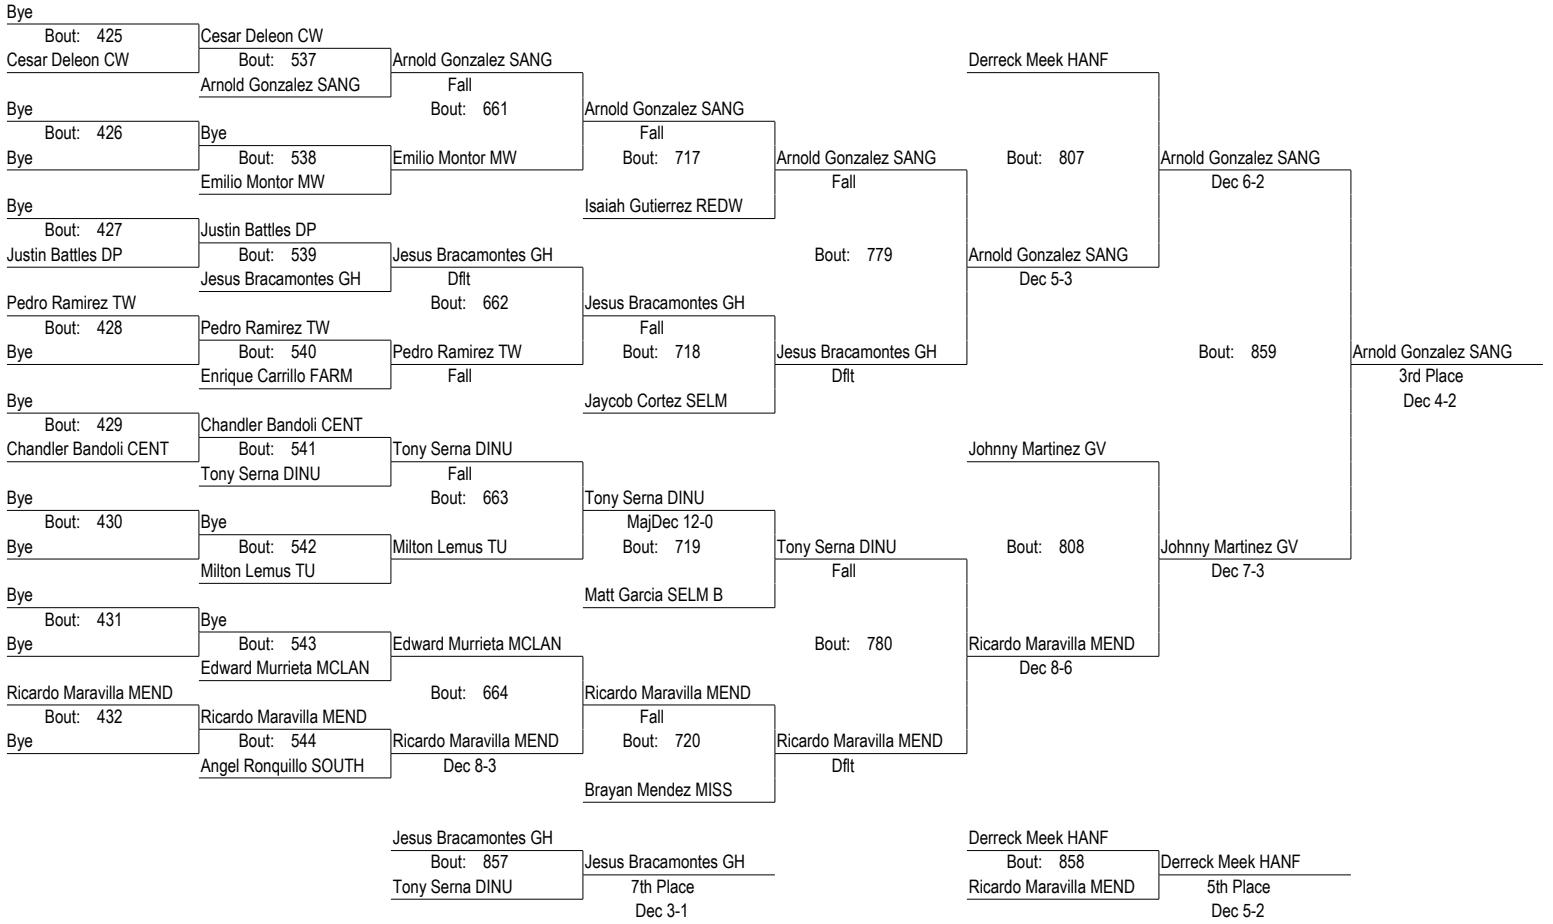 Bye
Bout: 425
Cesar Deleon CW
Bye
Bout: 426
Bye
Bye
Bout: 427
Justin Battles DP
Pedro Ramirez TW
Bout: 428
Bye
Bye
Bout: 429
Chandler Bandoli CENT
Bye
Bout: 430
Bye
Bye
Bout: 431
Bye
Ricardo Maravilla MEND
Bout: 432
Bye
Cesar Deleon CW
Bout: 537
Arnold Gonzalez SANG
Bye
Bout: 538
Emilio Montor MW
Justin Battles DP
Bout: 539
Jesus Bracamontes GH
Pedro Ramirez TW
Bout: 540
Enrique Carrillo FARM
Chandler Bandoli CENT
Bout: 541
Tony Serna DINU
Bye
Bout: 542
Milton Lemus TU
Bye
Bout: 543
Edward Murrieta MCLAN
Ricardo Maravilla MEND
Bout: 544
Angel Ronquillo SOUTH
Arnold Gonzalez SANG
Fall
Bout: 661
Emilio Montor MW
Jesus Bracamontes GH
Dflt
Bout: 662
Pedro Ramirez TW
Fall
Tony Serna DINU
Fall
Bout: 663
Milton Lemus TU
Edward Murrieta MCLAN
Bout: 664
Ricardo Maravilla MEND
Dec 8-3
Arnold Gonzalez SANG
Fall
Bout: 717
Isaiah Gutierrez REDW
Jesus Bracamontes GH
Fall
Bout: 718
Jaycob Cortez SELM
Tony Serna DINU
MajDec 12-0
Bout: 719
Matt Garcia SELM B
Ricardo Maravilla MEND
Fall
Bout: 720
Brayan Mendez MISS
Arnold Gonzalez SANG
Fall
Bout: 779
Jesus Bracamontes GH
Dflt
Tony Serna DINU
Fall
Bout: 780
Ricardo Maravilla MEND
Dflt
Derreck Meek HANF
Bout: 807
Arnold Gonzalez SANG
Dec 5-3
Johnny Martinez GV
Bout: 808
Ricardo Maravilla MEND
Dec 8-6
Arnold Gonzalez SANG
Dec 6-2
Bout: 859
Johnny Martinez GV
Dec 7-3
Arnold Gonzalez SANG
3rd Place
Dec 4-2
Jesus Bracamontes GH
Bout: 857
Tony Serna DINU
Jesus Bracamontes GH
7th Place
Dec 3-1
Derreck Meek HANF
Bout: 858
Ricardo Maravilla MEND
Derreck Meek HANF
5th Place
Dec 5-2